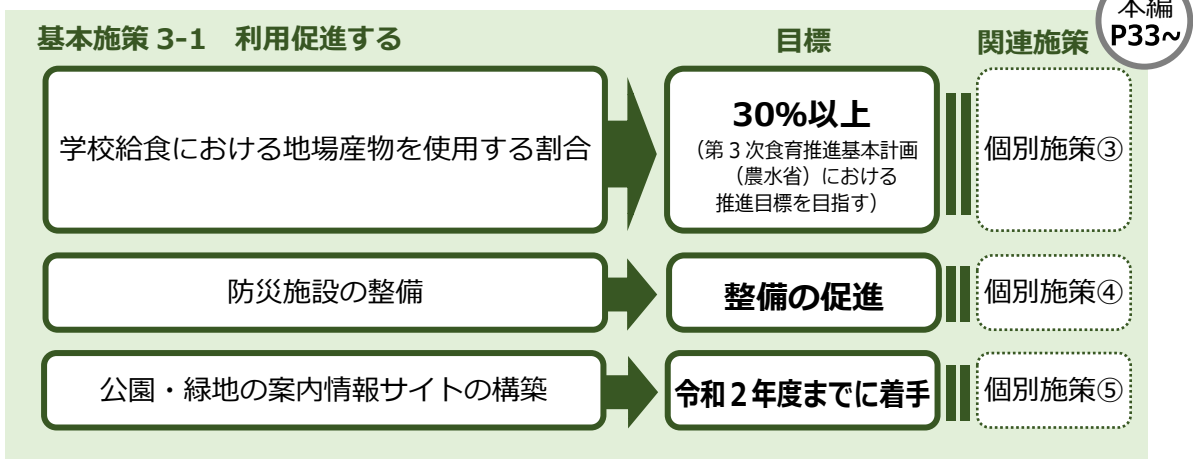 本編
P33~
基本施策 3-1 利用促進する
目標
関連施策
学校給食における地場産物を使用する割合
30%以上
（第 3 次食育推進基本計画
（農水省）における
推進目標を目指す）
個別施策③
防災施設の整備
整備の促進
個別施策④
公園・緑地の案内情報サイトの構築
令和２年度までに着手
個別施策⑤